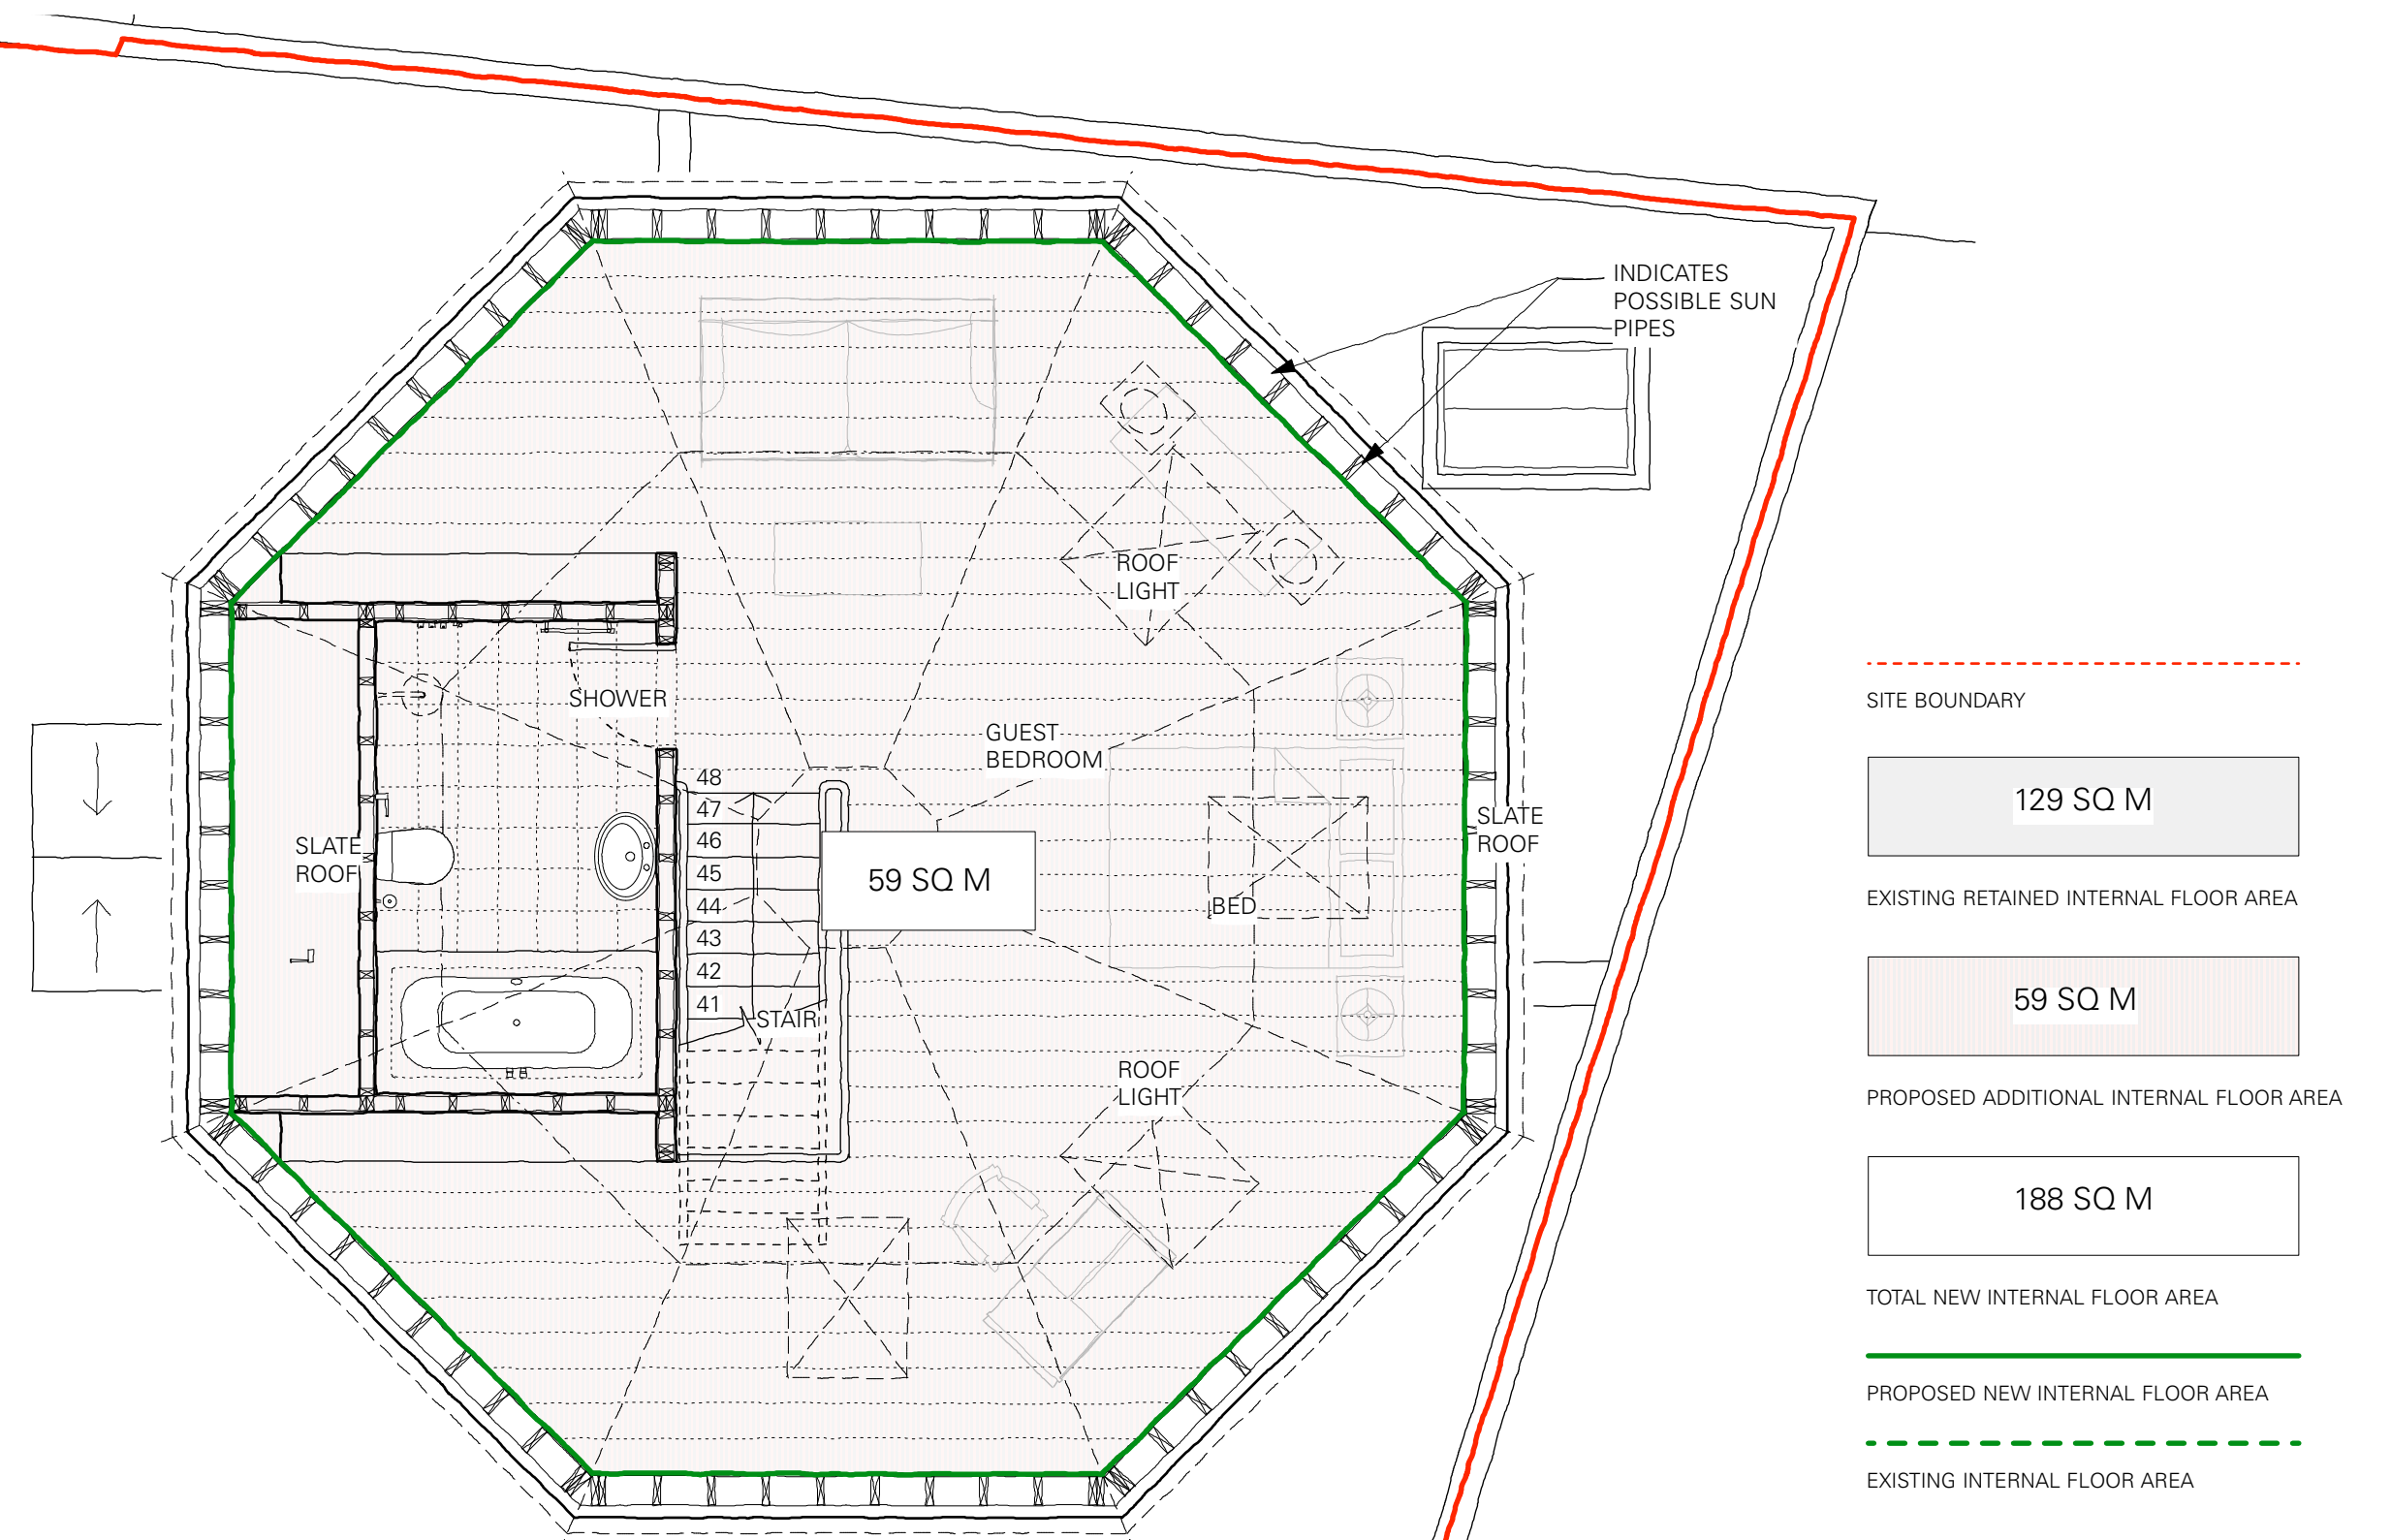 INDICATES
POSSIBLE SUN
PIPES
ROOF
LIGHT
SHOWER
GUEST
BEDROOM
48
47
46
45
44
43
42
41
STAIR
59 SQ M
SLATE
ROOF
BED
SLATE
ROOF
ROOF
LIGHT
SITE BOUNDARY
129 SQ M
EXISTING RETAINED INTERNAL FLOOR AREA
59 SQ M
PROPOSED ADDITIONAL INTERNAL FLOOR AREA
188 SQ M
TOTAL NEW INTERNAL FLOOR AREA
PROPOSED NEW INTERNAL FLOOR AREA
EXISTING INTERNAL FLOOR AREA